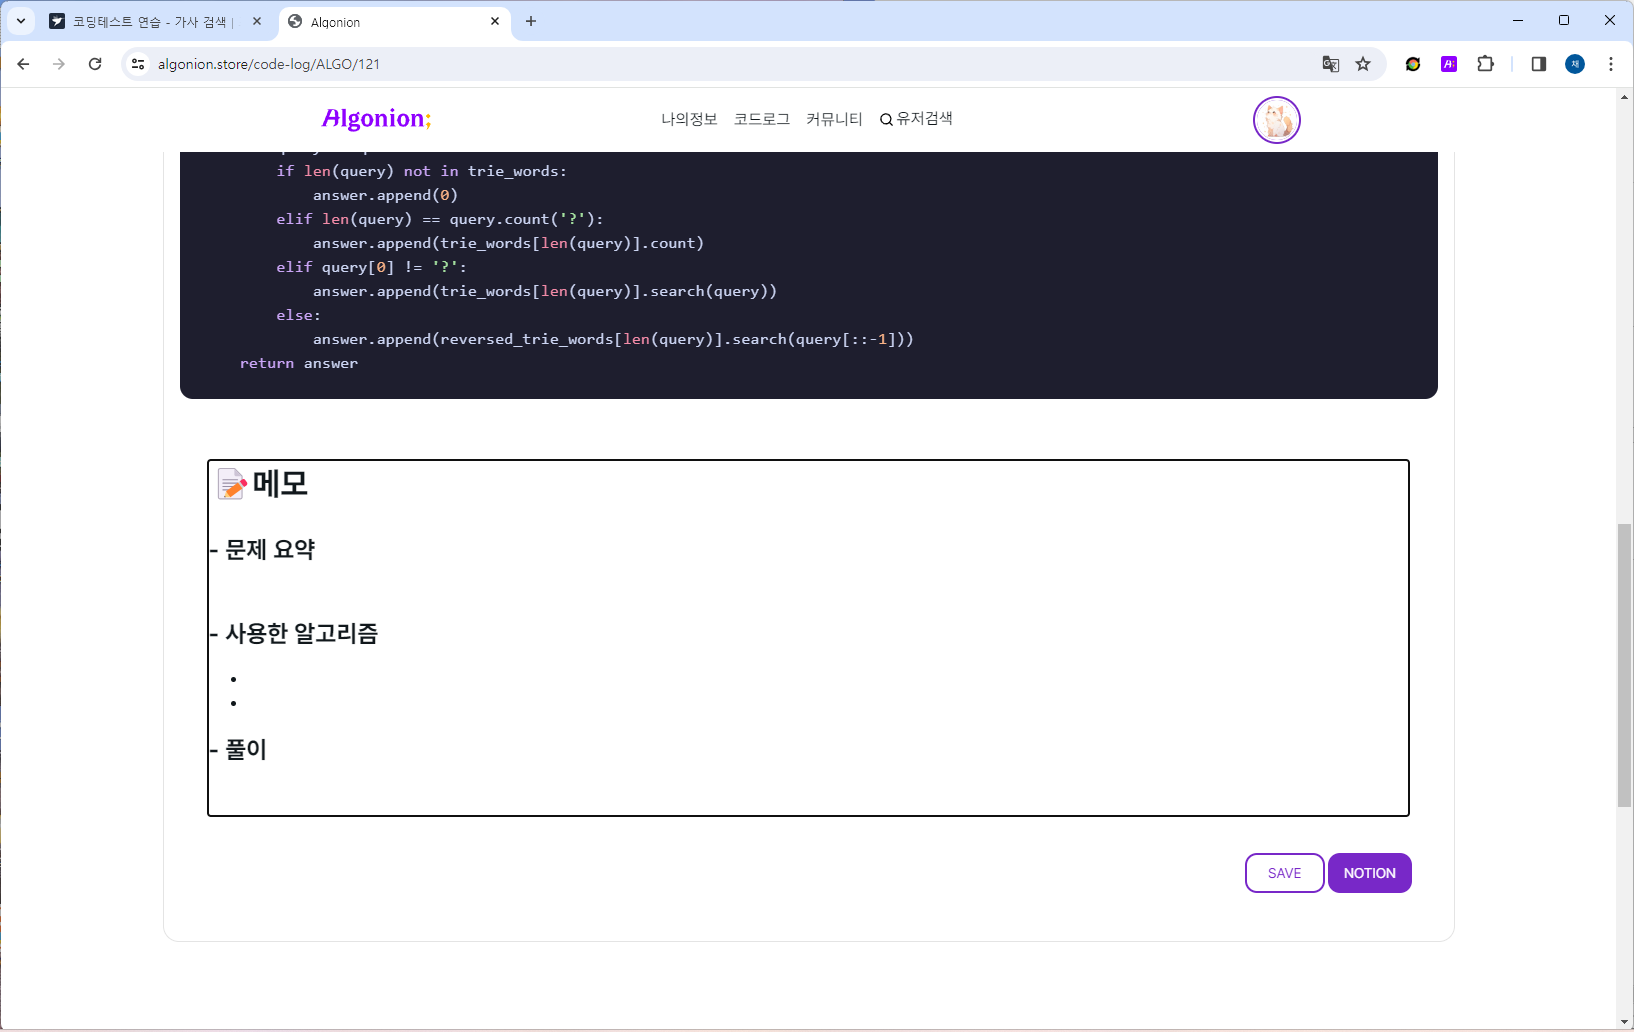 코딩테스트 연습 - 가사 검색 |
Algonion
algonion.store/code-log/ALGO/121
채
Algonion;
나의정보 코드로그 커뮤니티 유저검색
if len(query) not in trie_words:
answer.append(0)
elif len(query) == query.count('?'):
answer.append(trie_words[len(query)].count)
elif query[0] != '?':
answer.append(trie_words[len(query)].search(query))
else:
answer.append(reversed_trie_words[len(query)].search(query[::-1]))
return answer
메모
- 문제 요약
- 사용한 알고리즘
•
•
- 풀이
SAVE NOTION